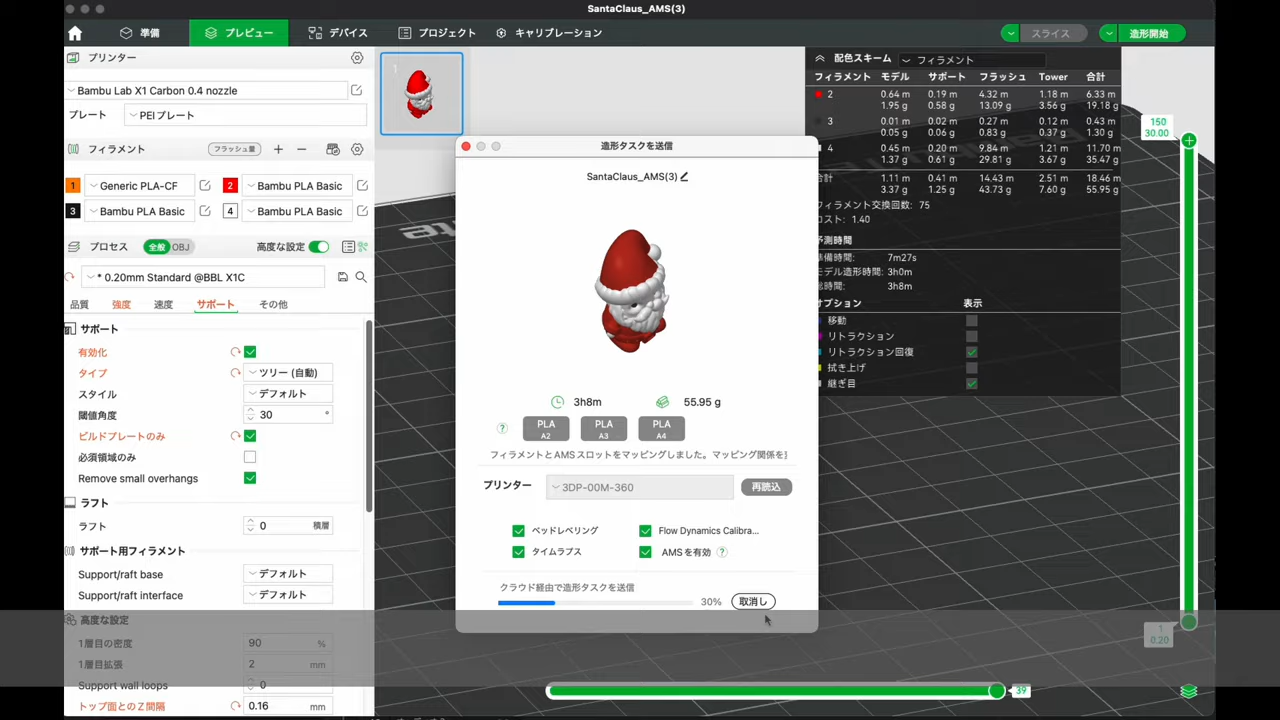 SantaClaus_AMS(3)
準備 プレビュー デバイス プロジェクト キャリブレーション スライス 造形開始
プリンター
Bambu Lab X1 Carbon 0.4 nozzle
プレート PEIプレート
フィラメント フラッシュ量
1 Generic PLA-CF 2 Bambu PLA Basic
3 Bambu PLA Basic 4 Bambu PLA Basic
プロセス 全般 OBJ 高度な設定
* 0.20mm Standard @BBL X1C
品質 強度 速度 サポート その他
サポート
有効化
タイプ ツリー (自動)
スタイル デフォルト
閾値角度 30 °
ビルドプレートのみ
必須領域のみ
Remove small overhangs
ラフト
ラフト 0 積層
サポート用フィラメント
Support/raft base デフォルト
Support/raft interface デフォルト
高度な設定
1層目の密度 90 %
1層目拡張 2 mm
Support wall loops 0
トップ面とのZ間隔 0.16 mm
1
造形タスクを送信
SantaClaus_AMS(3)
3h8m 55.95 g
PLA PLA PLA
A2 A3 A4
フィラメントとAMSスロットをマッピングしました。マッピング関係を
プリンター 3DP-00M-360 再読込
ベッドレベリング Flow Dynamics Calibra...
タイムラプス AMSを有効
クラウド経由で造形タスクを送信
30% 取消し
配色スキーム フィラメント
フィラメント モデル サポート フラッシュ Tower 合計
2 0.64 m 0.19 m 4.32 m 1.18 m 6.33 m
1.95 g 0.58 g 13.09 g 3.56 g 19.18 g
3 0.01 m 0.02 m 0.27 m 0.12 m 0.43 m
0.05 g 0.06 g 0.83 g 0.37 g 1.30 g
4 0.45 m 0.20 m 9.84 m 1.21 m 11.70 m
1.37 g 0.61 g 29.81 g 3.67 g 35.47 g
合計 1.11 m 0.41 m 14.43 m 2.51 m 18.46 m
3.37 g 1.25 g 43.73 g 7.60 g 55.95 g
フィラメント交換回数: 75
コスト: 1.40
予測時間
準備時間: 7m27s
モデル造形時間: 3h0m
総時間: 3h8m
オプション 表示
移動
リトラクション
リトラクション回復
拭き上げ
継ぎ目
150
30.00
1
0.20
39